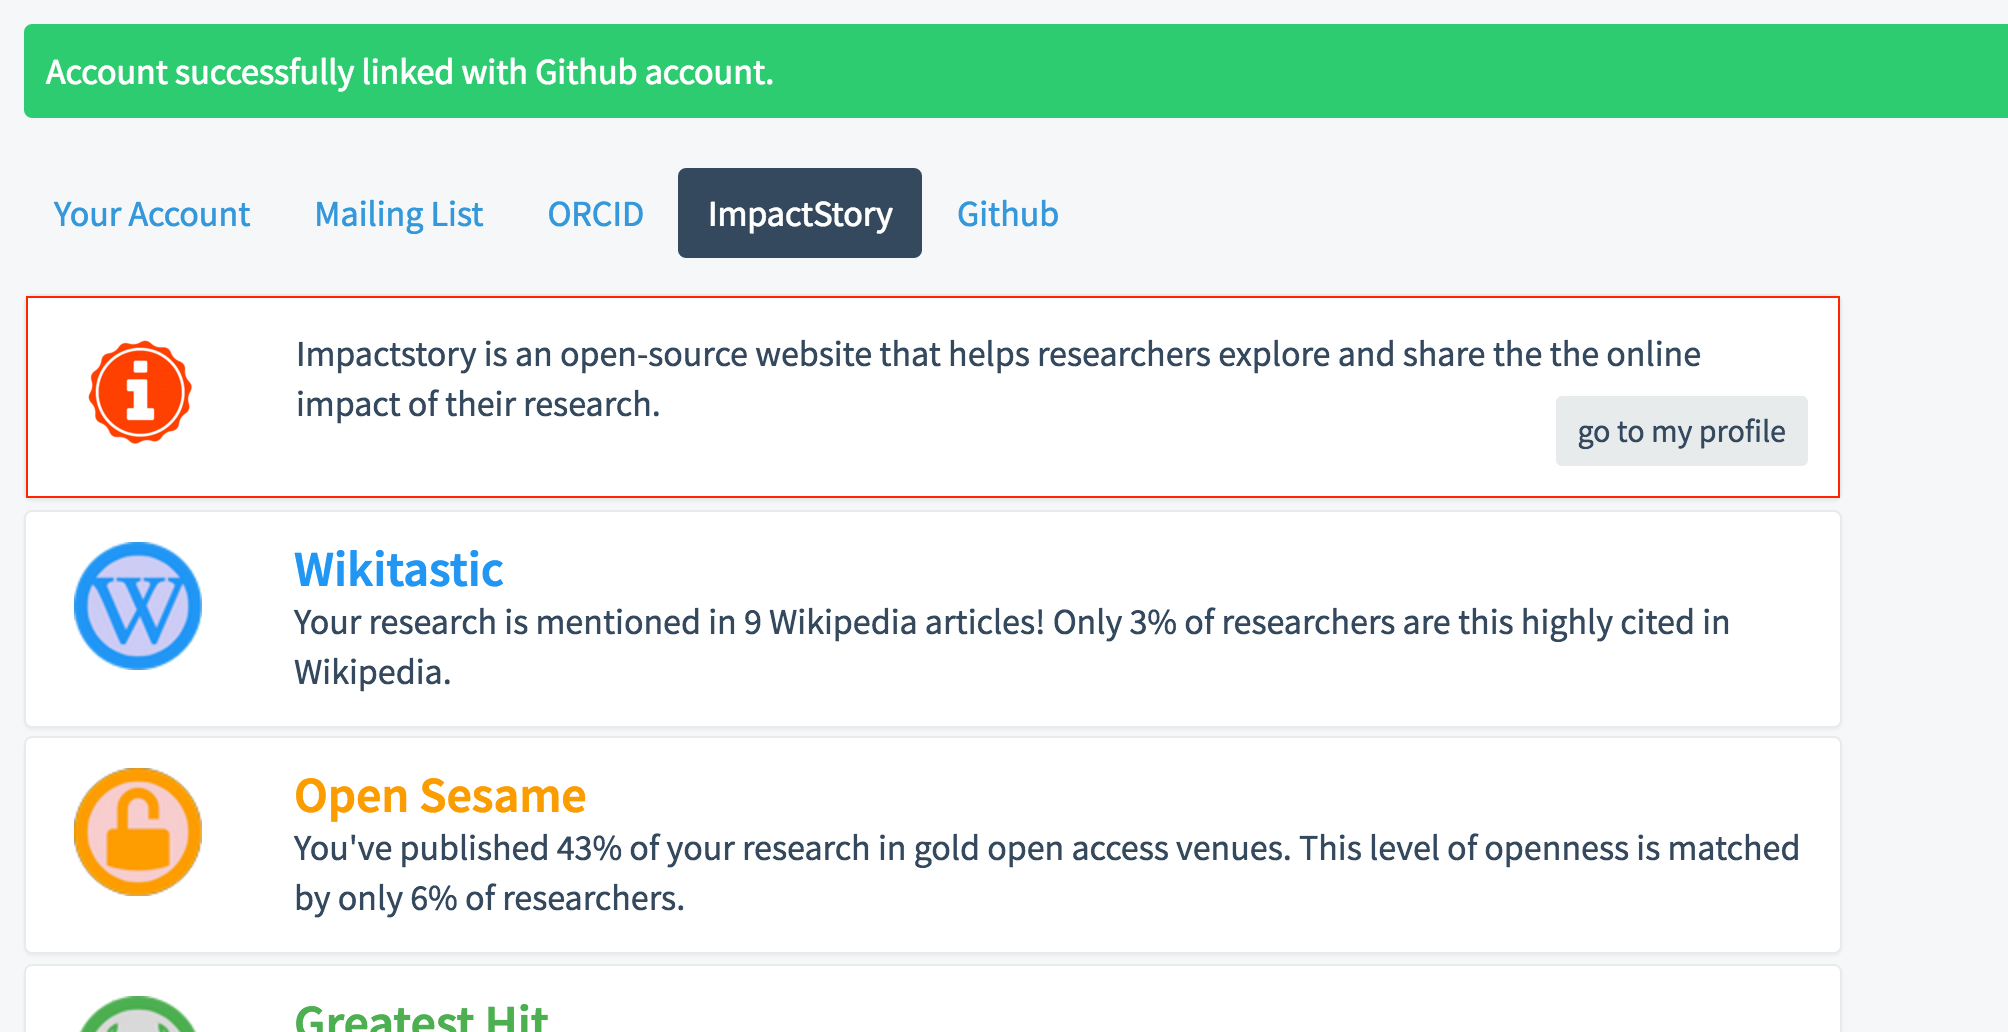 Account successfully linked with Github account.
Your Account Mailing List ORCID ImpactStory Github
Impactstory is an open-source website that helps researchers explore and share the the online
impact of their research.
go to my profile
Wikitastic
Your research is mentioned in 9 Wikipedia articles! Only 3% of researchers are this highly cited in
Wikipedia.
Open Sesame
You've published 43% of your research in gold open access venues. This level of openness is matched
by only 6% of researchers.
Greatest Hit